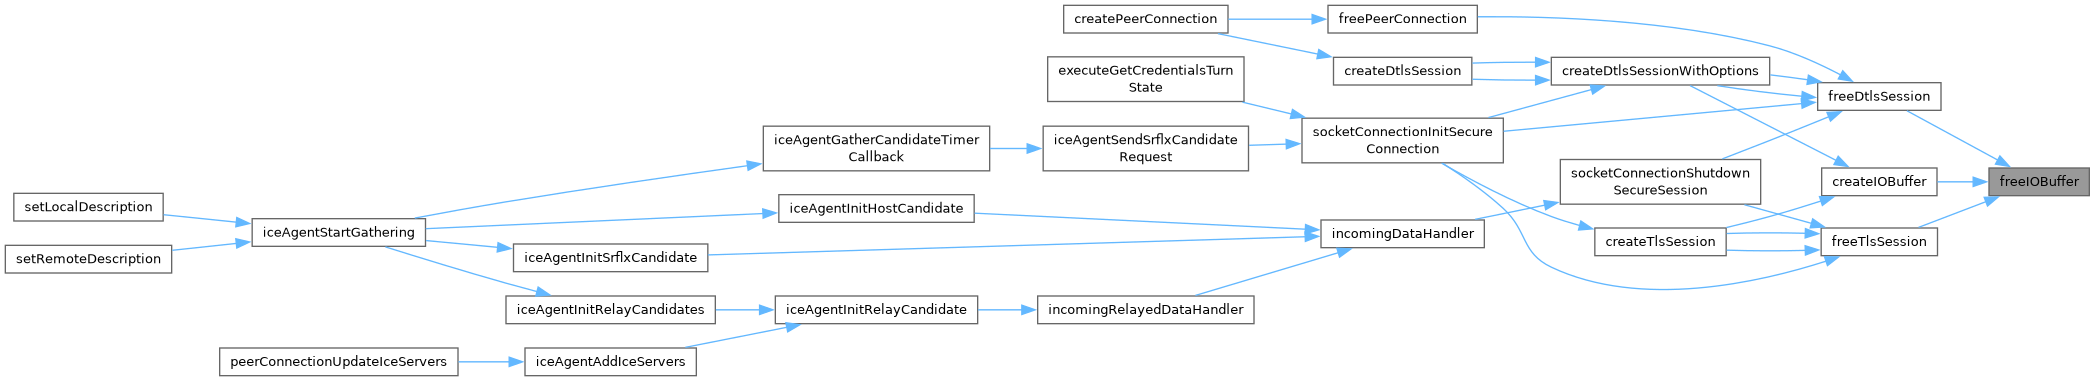 createPeerConnection
freePeerConnection
executeGetCredentialsTurn
State
createDtlsSession
createDtlsSessionWithOptions
freeDtlsSession
iceAgentGatherCandidateTimer
Callback
iceAgentSendSrflxCandidate
Request
socketConnectionInitSecure
Connection
socketConnectionShutdown
SecureSession
createIOBuffer
freeIOBuffer
setLocalDescription
iceAgentInitHostCandidate
iceAgentStartGathering
incomingDataHandler
createTlsSession
freeTlsSession
setRemoteDescription
iceAgentInitSrflxCandidate
iceAgentInitRelayCandidates
iceAgentInitRelayCandidate
incomingRelayedDataHandler
peerConnectionUpdateIceServers
iceAgentAddIceServers